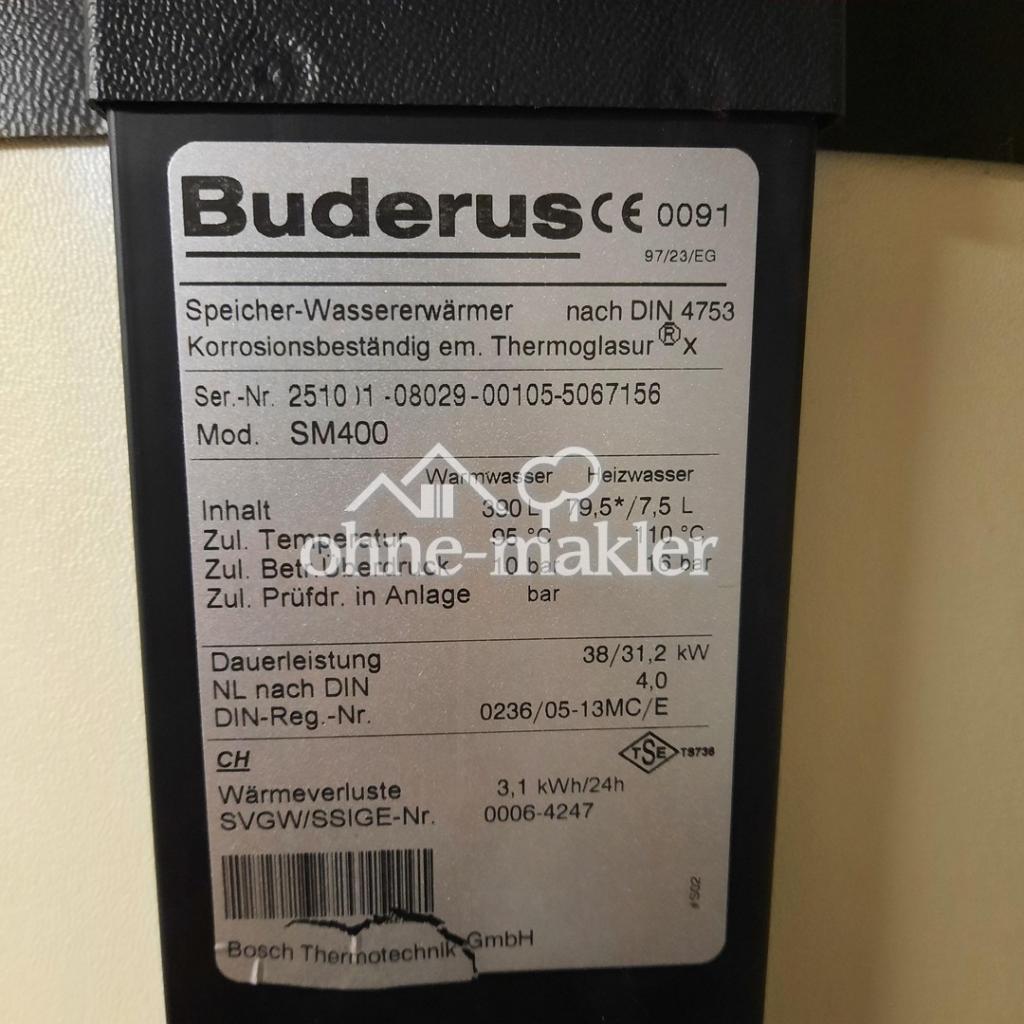 Buderus CE 0091
97/23/EG
Speicher-Wassererwärmer nach DIN 4753
Korrosionsbeständig em. Thermoglasur ® x
Ser.-Nr. -08029-00105-5067156
Mod. SM400
Warmwasser Heizwasser
Inhalt 390 L 79,5*/7,5 L
Zul. Temperatur 95 °C 110 °C
ohne-makler
Zul. Betr.Überdruck 10 bar 16 bar
Zul. Prüfdr. in Anlage bar
Dauerleistung 38/31,2 kW
NL nach DIN 4,0
DIN-Reg.-Nr. 0236/05-13MC/E
CH TSE TS736
Wärmeverluste 3,1 kWh/24h
SVGW/SSIGE-Nr. 0006-4247
#S02
Bosch Thermotechnik GmbH